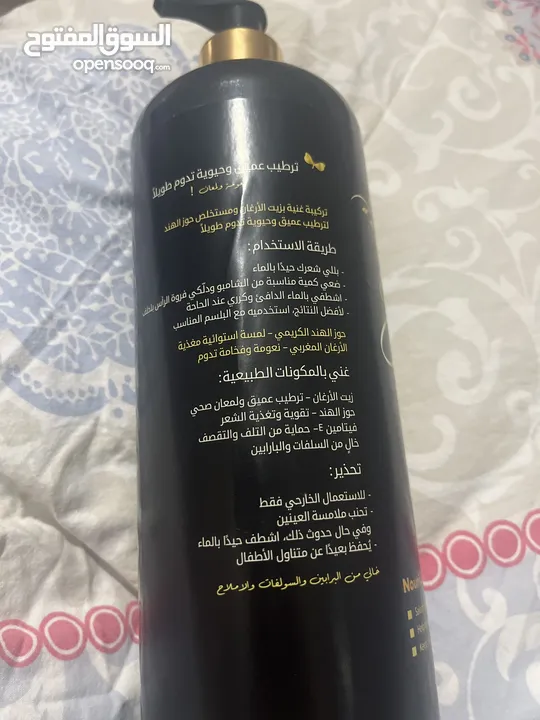 السوق المفتوح
opensooq.com
ترطيب عميق وحيوية تدوم طويلاً
ولمعان !
تركيبة غنية بزيت الأرغان ومستخلص جوز الهند
لترطيب عميق وحيوية تدوم طويلاً
طريقة الاستخدام:
- بللي شعرك جيدًا بالماء
- ضعي كمية مناسبة من الشامبو ودلّكي فروة الرأس بلطف
- اشطفي بالماء الدافئ وكرري عند الحاجة
- لأفضل النتائج، استخدميه مع البلسم المناسب
جوز الهند الكريمي – لمسة استوائية مغذية
الأرغان المغربي – نعومة وفخامة تدوم
غني بالمكونات الطبيعية:
زيت الأرغان – ترطيب عميق ولمعان صحي
جوز الهند – تقوية وتغذية الشعر
فيتامين E– حماية من التلف والتقصف
خالٍ من السلفات والبارابين
تحذير:
- للاستعمال الخارجي فقط
- تجنب ملامسة العينين
وفي حال حدوث ذلك، اشطف جيدًا بالماء
- يُحفظ بعيدًا عن متناول الأطفال
خالي من البرابين والسولفات والاملاح